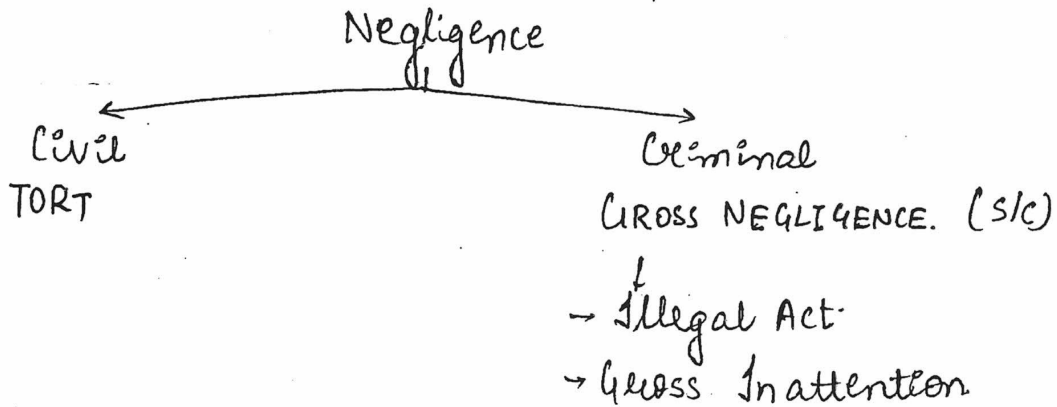 Negligence
Civil
TORT
Criminal
GROSS NEGLIGENCE. (S/C)
→ Illegal Act.
→ Gross Inattention